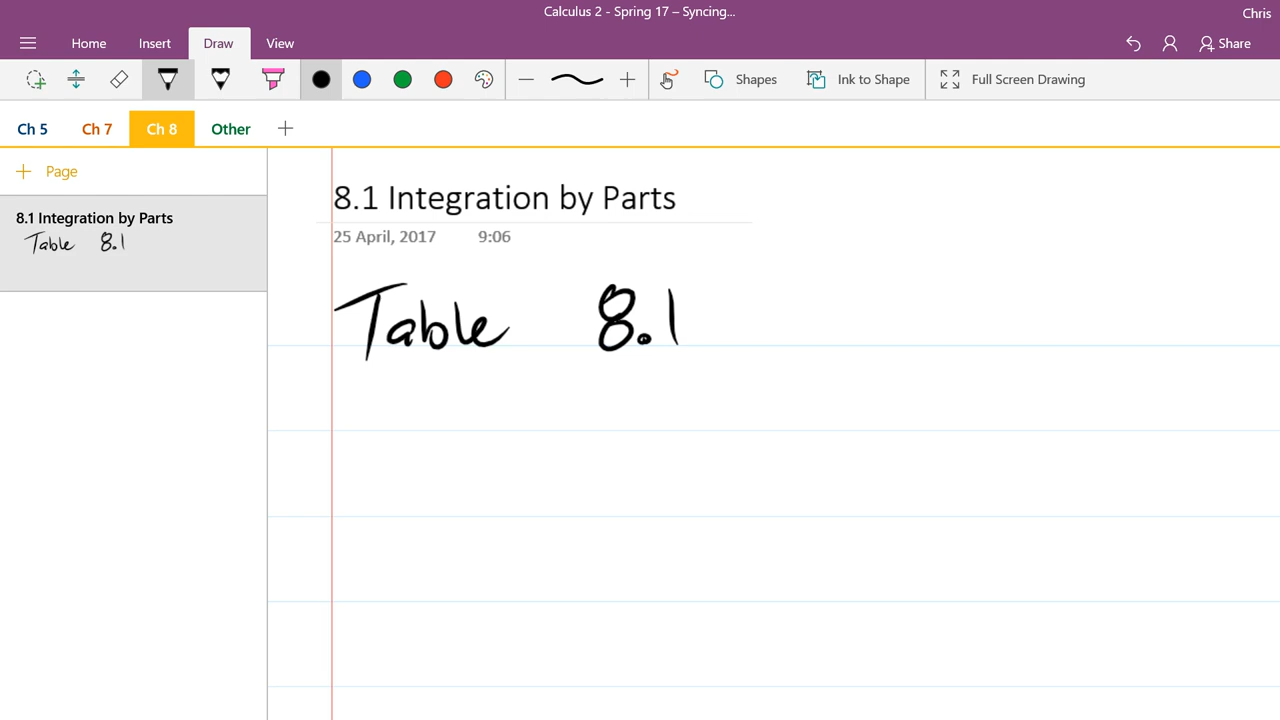 Calculus 2 - Spring 17 – Syncing...
Chris
Home Insert Draw View
Share
Shapes Ink to Shape Full Screen Drawing
Ch 5 Ch 7 Ch 8 Other
Page
8.1 Integration by Parts
Table 8.1
8.1 Integration by Parts
25 April, 2017 9:06
Table 8.1